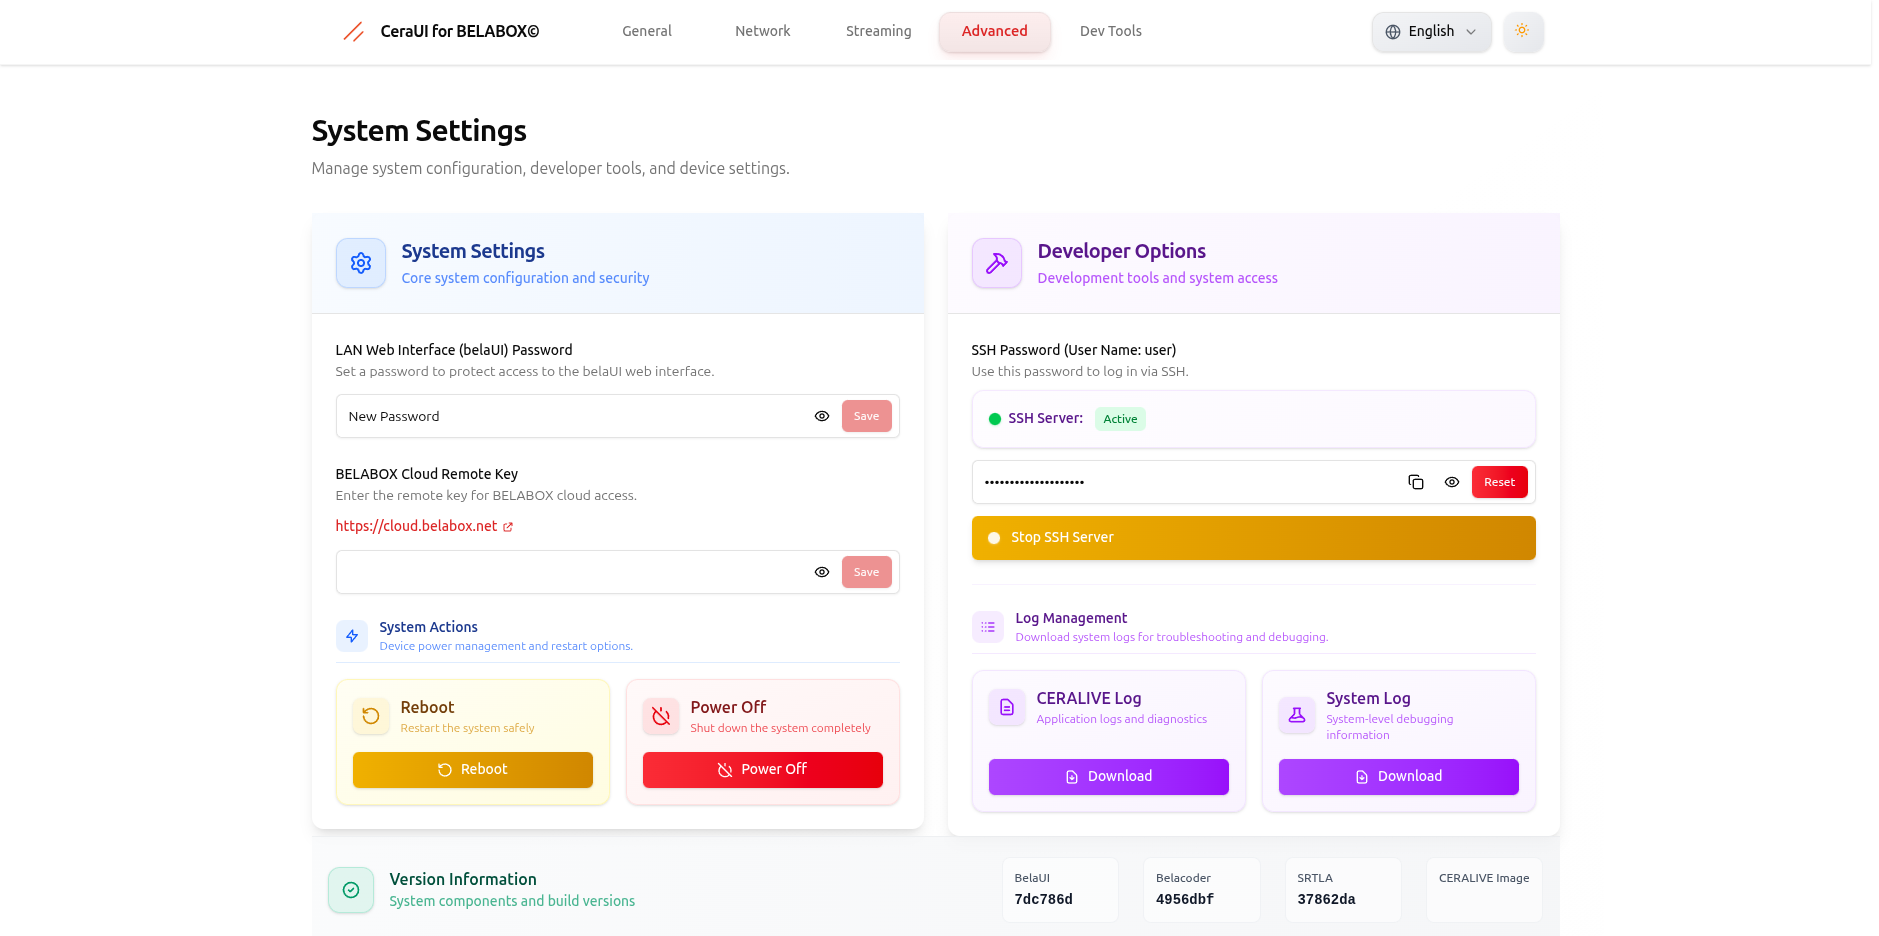 CeraUI for BELABOX©
General
Network
Streaming
Advanced
Dev Tools
English
System Settings
Manage system configuration, developer tools, and device settings.
System Settings
Core system configuration and security
LAN Web Interface (belaUI) Password
Set a password to protect access to the belaUI web interface.
New Password
Save
BELABOX Cloud Remote Key
Enter the remote key for BELABOX cloud access.
https://cloud.belabox.net
Save
System Actions
Device power management and restart options.
Reboot
Restart the system safely
Reboot
Power Off
Shut down the system completely
Power Off
Developer Options
Development tools and system access
SSH Password (User Name: user)
Use this password to log in via SSH.
SSH Server:
Active
••••••••••••••••••••
Reset
Stop SSH Server
Log Management
Download system logs for troubleshooting and debugging.
CERALIVE Log
Application logs and diagnostics
Download
System Log
System-level debugging
information
Download
Version Information
System components and build versions
BelaUI
7dc786d
Belacoder
4956dbf
SRTLA
37862da
CERALIVE Image